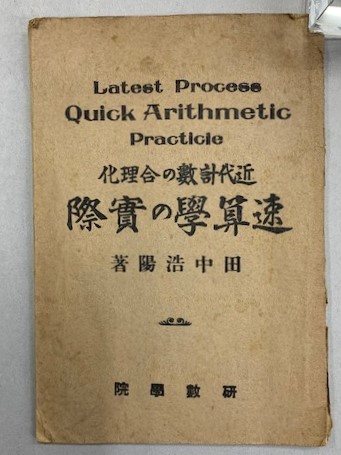 Latest Process
Quick Arithmetic
Practicle
近代計數の合理化
速算學の實際
田中浩陽著
研數學院